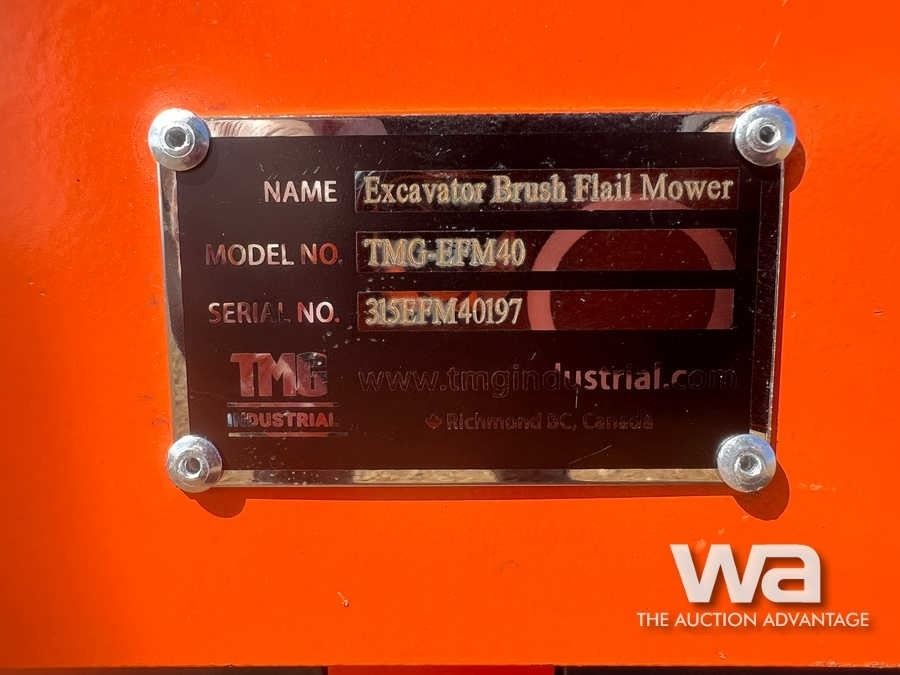 NAME Excavator Brush Flail Mower
MODEL NO. TMG-EFM40
SERIAL NO. 315EFM40197
TMG
INDUSTRIAL
www.tmgindustrial.com
Richmond BC, Canada
wa
THE AUCTION ADVANTAGE